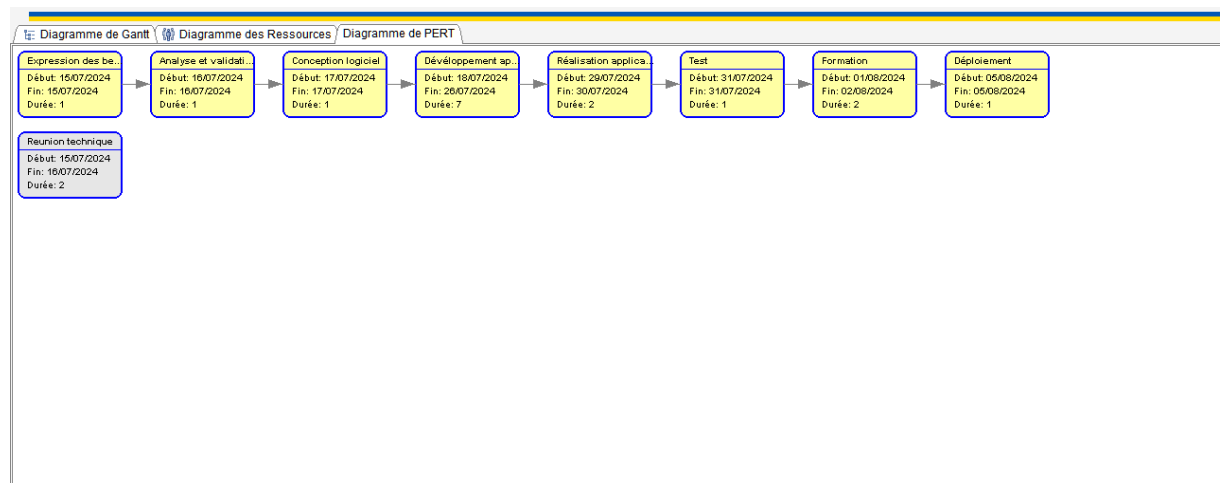 Diagramme de Gantt
Diagramme des Ressources
Diagramme de PERT
Expression des be...
Début: 15/07/2024
Fin: 15/07/2024
Durée: 1
Analyse et validati...
Début: 16/07/2024
Fin: 16/07/2024
Durée: 1
Conception logiciel
Début: 17/07/2024
Fin: 17/07/2024
Durée: 1
Dévéloppement ap...
Début: 18/07/2024
Fin: 26/07/2024
Durée: 7
Réalisation applica...
Début: 29/07/2024
Fin: 30/07/2024
Durée: 2
Test
Début: 31/07/2024
Fin: 31/07/2024
Durée: 1
Formation
Début: 01/08/2024
Fin: 02/08/2024
Durée: 2
Déploiement
Début: 05/08/2024
Fin: 05/08/2024
Durée: 1
Reunion technique
Début: 15/07/2024
Fin: 16/07/2024
Durée: 2